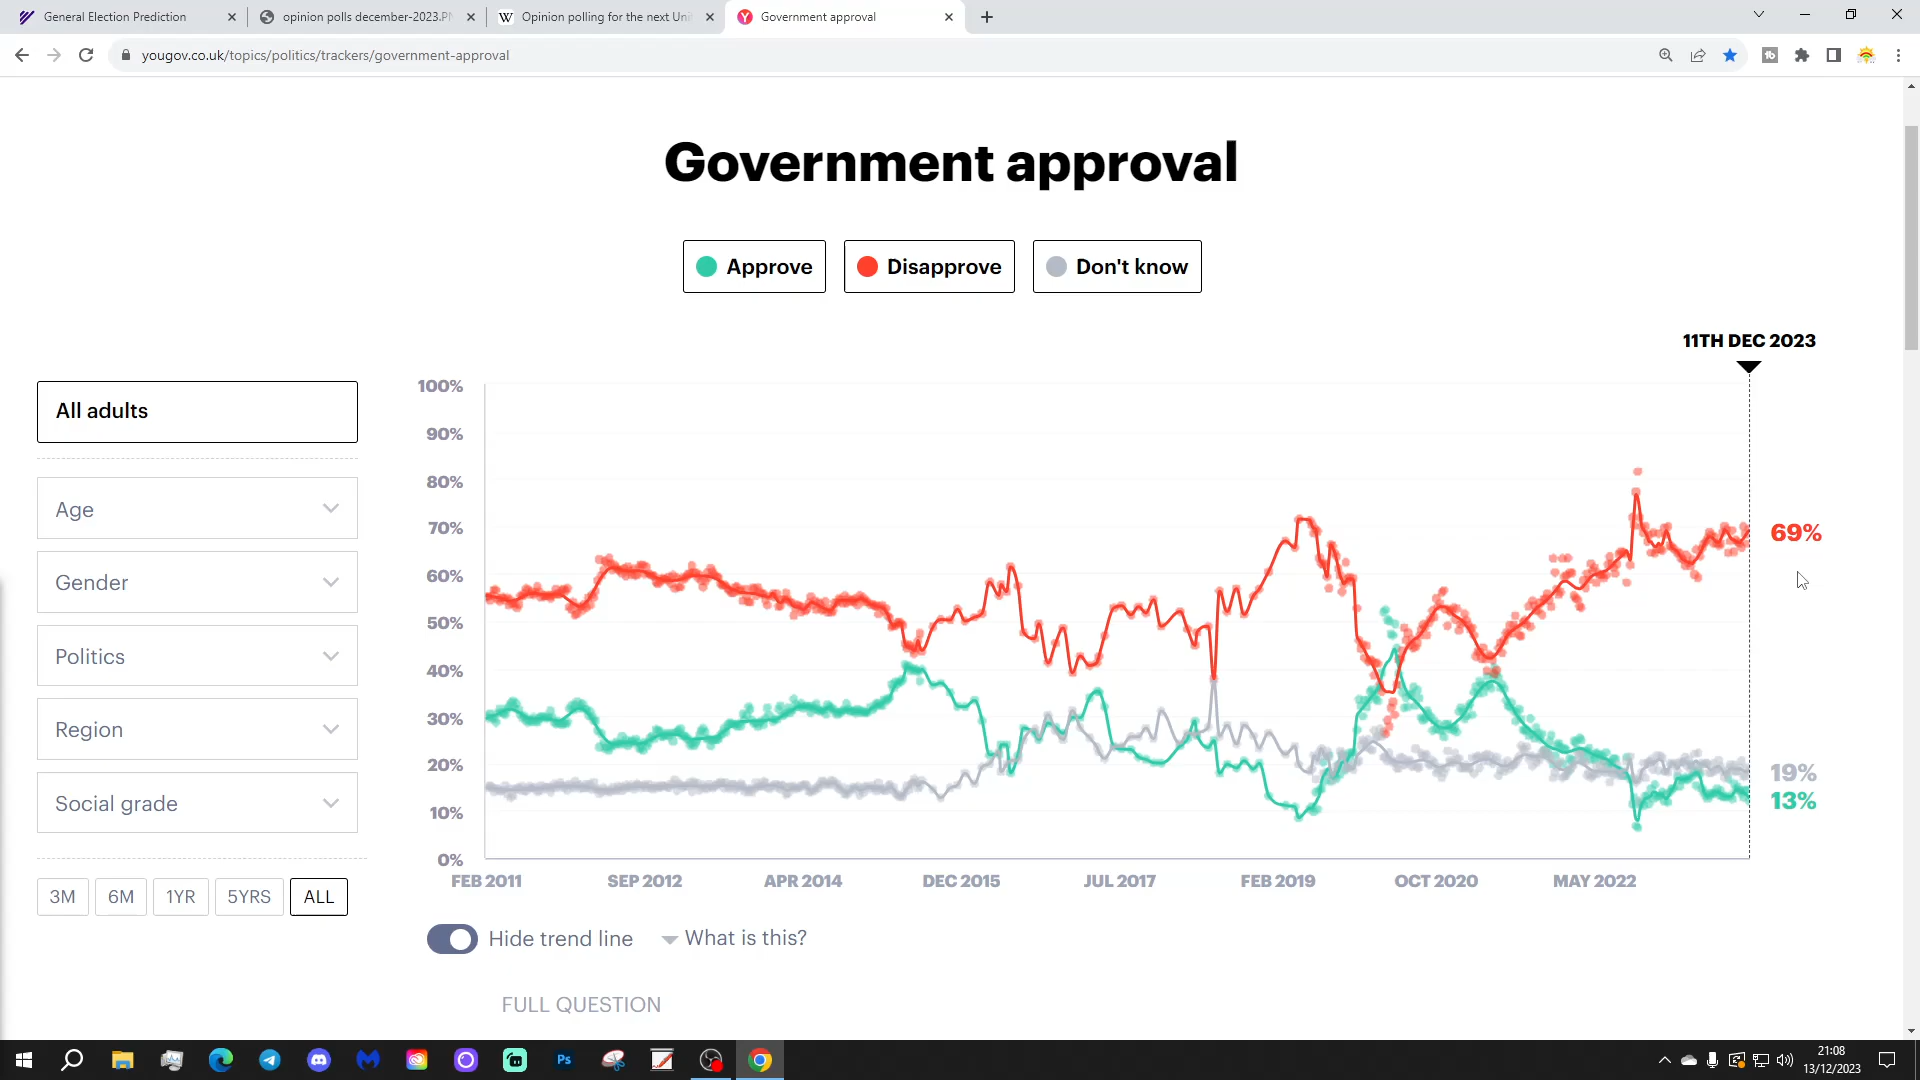 General Election Prediction
opinion polls december-2023.PN
Opinion polling for the next Uni
Government approval
yougov.co.uk/topics/politics/trackers/government-approval
Government approval
Approve
Disapprove
Don't know
11TH DEC 2023
All adults
Age
Gender
Politics
Region
Social grade
3M 6M 1YR 5YRS ALL
100%
90%
80%
70%
60%
50%
40%
30%
20%
10%
0%
69%
19%
13%
FEB 2011 SEP 2012 APR 2014 DEC 2015 JUL 2017 FEB 2019 OCT 2020 MAY 2022
Hide trend line
What is this?
FULL QUESTION
Ps
21:08
13/12/2023